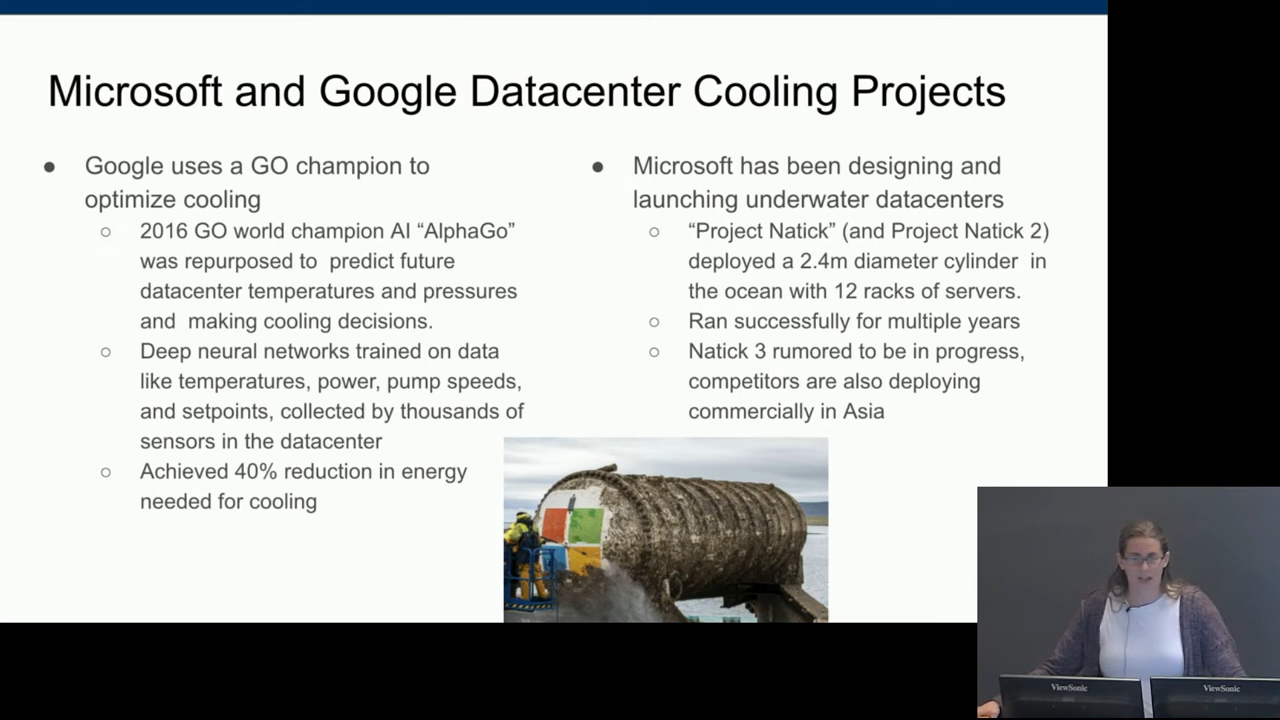 Microsoft and Google Datacenter Cooling Projects
● Google uses a GO champion to
optimize cooling
○ 2016 GO world champion AI “AlphaGo”
was repurposed to  predict future
datacenter temperatures and pressures
and  making cooling decisions.
○ Deep neural networks trained on data
like temperatures, power, pump speeds,
and setpoints, collected by thousands of
sensors in the datacenter
○ Achieved 40% reduction in energy
needed for cooling
● Microsoft has been designing and
launching underwater datacenters
○ “Project Natick” (and Project Natick 2)
deployed a 2.4m diameter cylinder  in
the ocean with 12 racks of servers.
○ Ran successfully for multiple years
○ Natick 3 rumored to be in progress,
competitors are also deploying
commercially in Asia
ViewSonic
ViewSonic